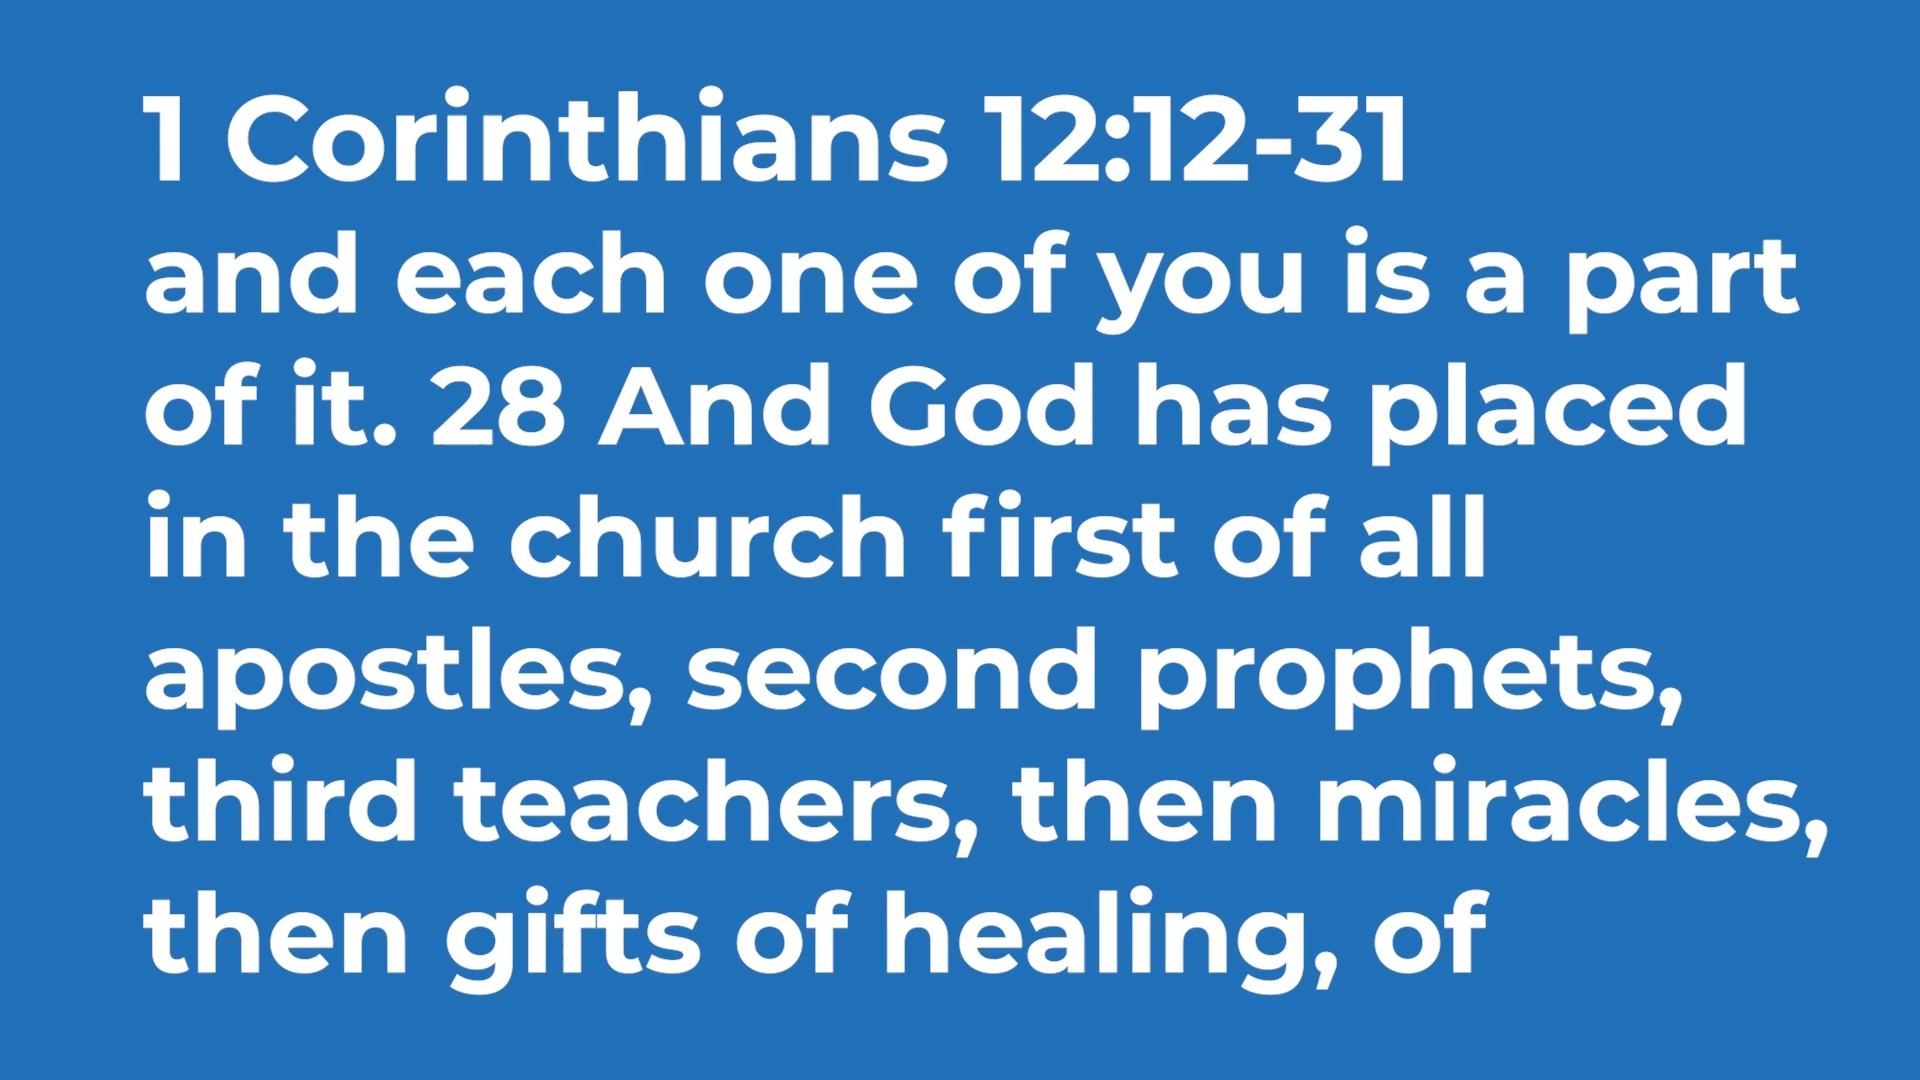 1 Corinthians 12:12-31
and each one of you is a part
of it. 28 And God has placed
in the church first of all
apostles, second prophets,
third teachers, then miracles,
then gifts of healing, of